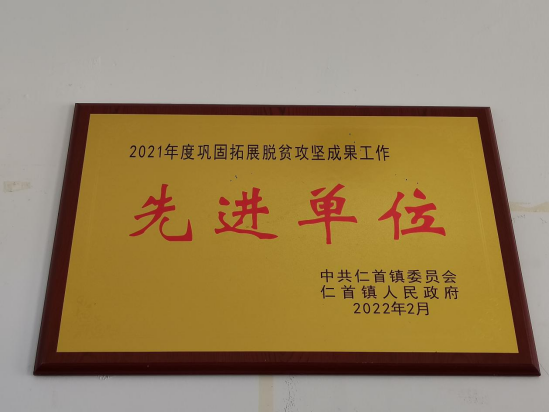 2021年度巩固拓展脱贫攻坚成果工作
先进单位
中共仁首镇委员会
仁首镇人民政府
2022年2月